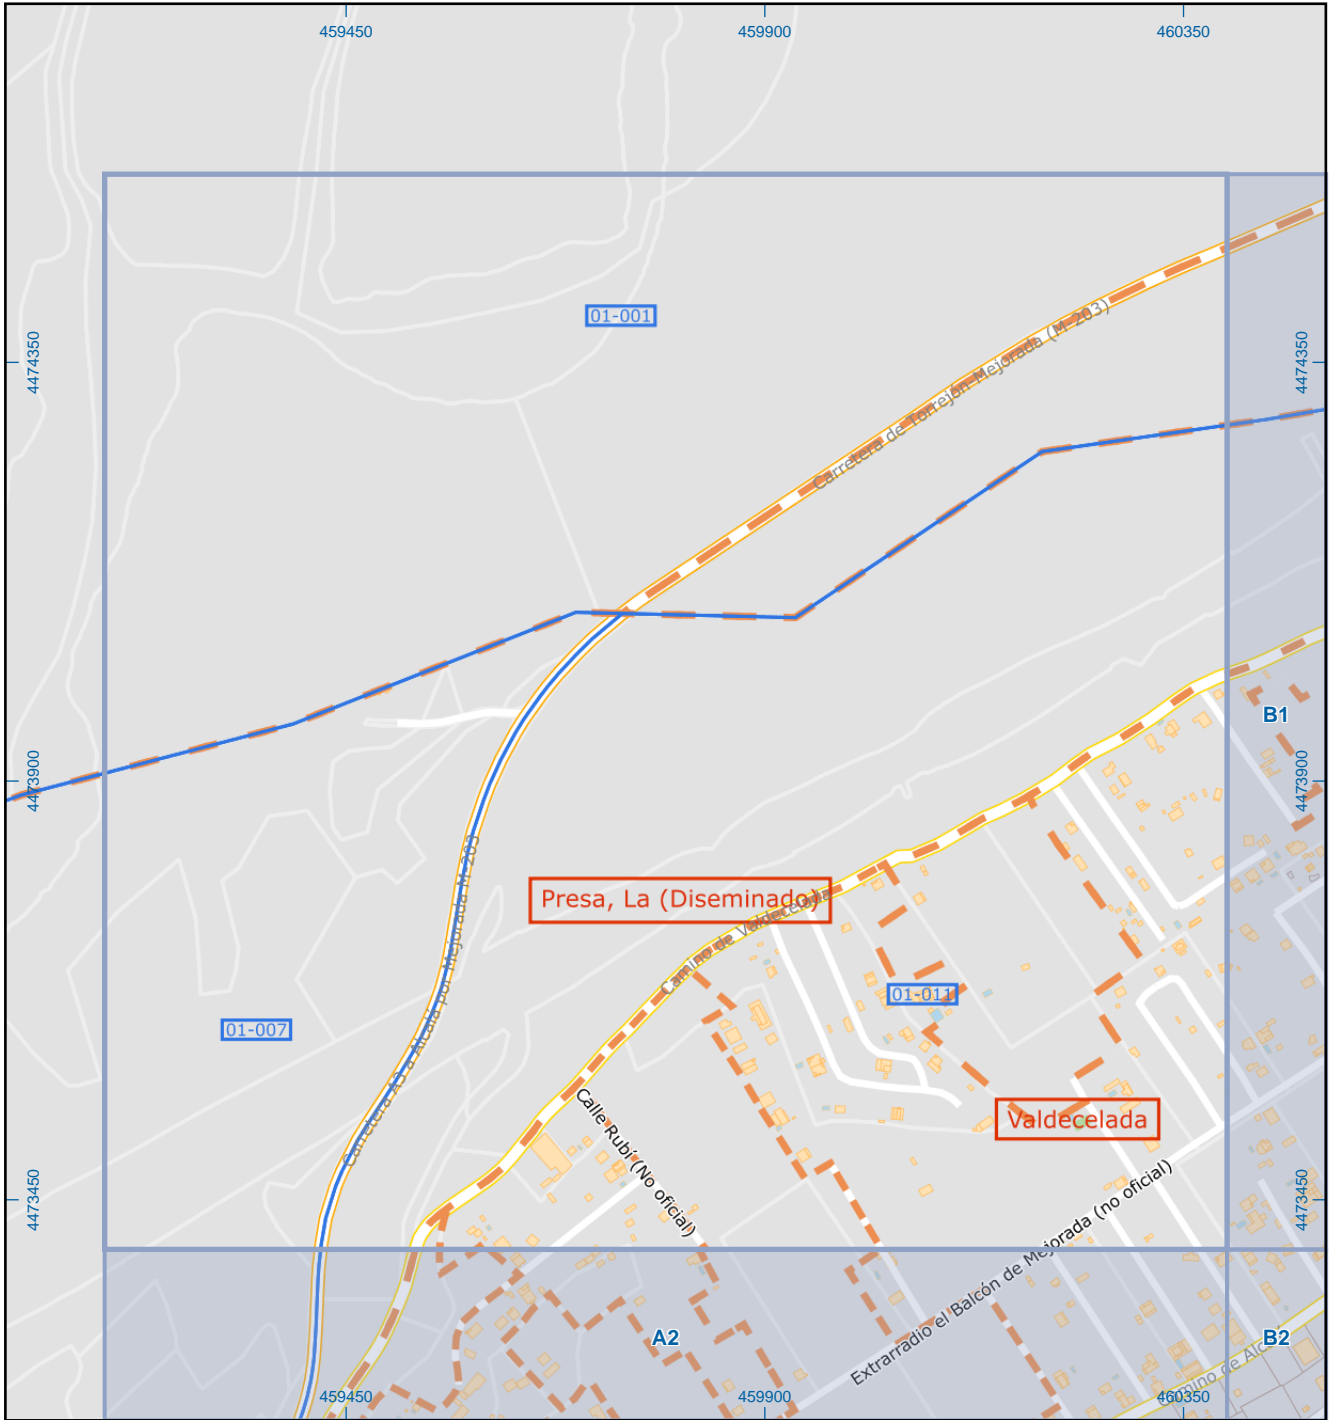 459450
459900
460350
01-001
4474350
4474350
Carretera de Torrejón-Mejorada (M-203)
B1
4473900
4473900
Carretera A3 a Alcalá por Mejorada M-203
Presa, La (Diseminado)
Camino de Valdecelada
01-011
01-007
Valdecelada
Calle Rubí (No oficial)
4473450
4473450
Extrarradio el Balcón de Mejorada (no oficial)
A2
B2
459450
459900
460350